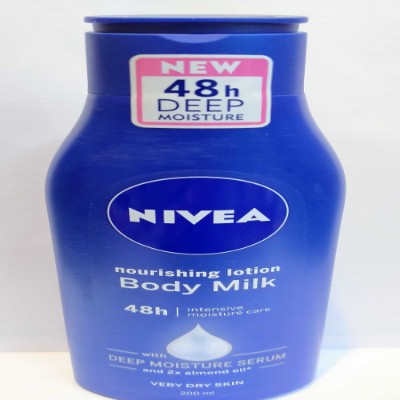 NEW
48h
DEEP
MOISTURE
NIVEA
nourishing lotion
Body Milk
48h | intensive
moisture care
with
DEEP MOISTURE SERUM
and 2x almond oil*
VERY DRY SKIN
200 ml